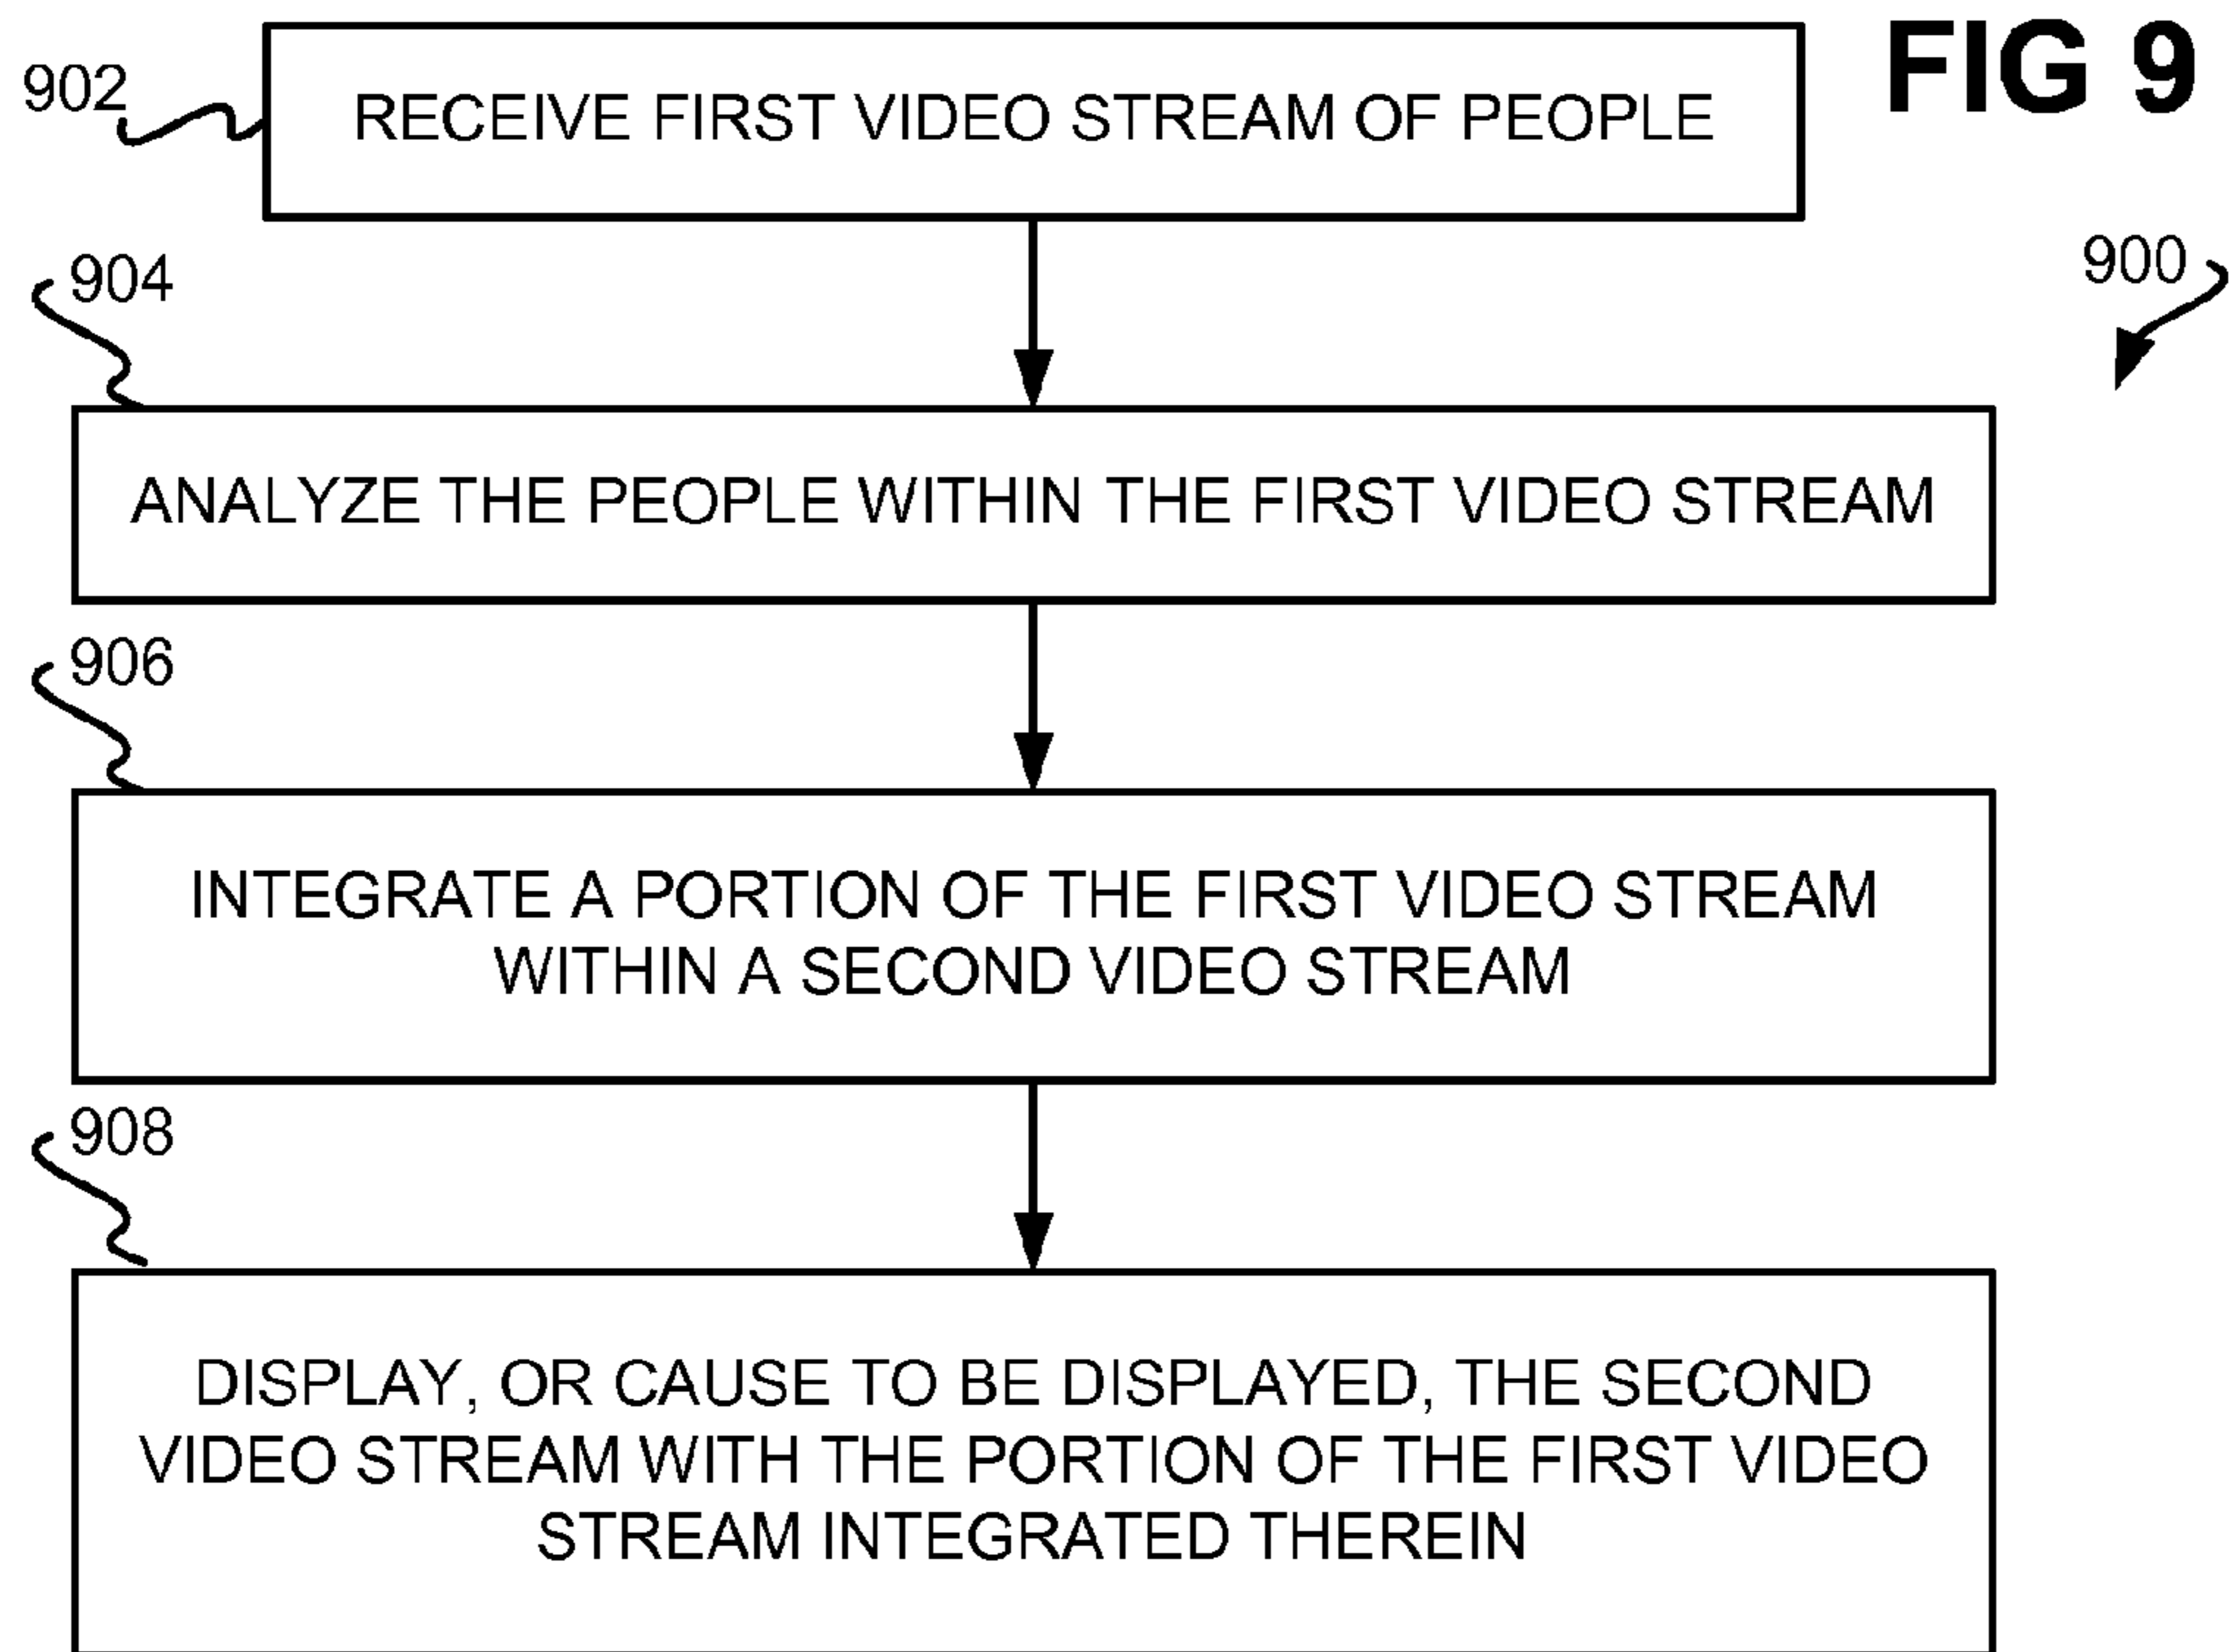 FIG 9
902
RECEIVE FIRST VIDEO STREAM OF PEOPLE
900
904
ANALYZE THE PEOPLE WITHIN THE FIRST VIDEO STREAM
906
INTEGRATE A PORTION OF THE FIRST VIDEO STREAM
WITHIN A SECOND VIDEO STREAM
908
DISPLAY, OR CAUSE TO BE DISPLAYED, THE SECOND
VIDEO STREAM WITH THE PORTION OF THE FIRST VIDEO
STREAM INTEGRATED THEREIN